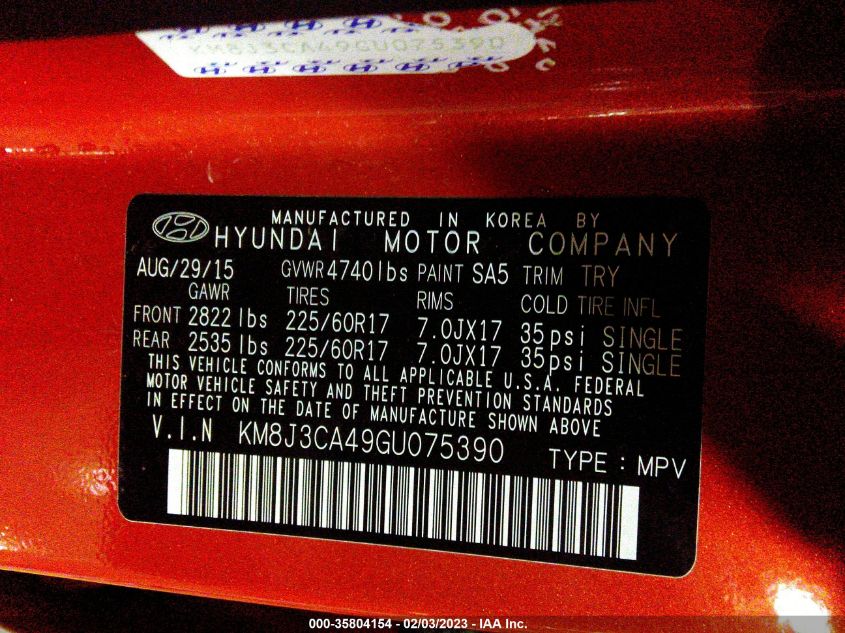 KM8J3CA49GU075390
MANUFACTURED IN KOREA BY
HYUNDAI MOTOR COMPANY
AUG/29/15 GVWR 4740lbs PAINT SA5 TRIM TRY
GAWR TIRES RIMS COLD TIRE INFL
FRONT 2822lbs 225/60R17 7.0JX17 35psi SINGLE
REAR 2535lbs 225/60R17 7.0JX17 35psi SINGLE
THIS VEHICLE CONFORMS TO ALL APPLICABLE U.S.A. FEDERAL
MOTOR VEHICLE SAFETY AND THEFT PREVENTION STANDARDS
IN EFFECT ON THE DATE OF MANUFACTURE SHOWN ABOVE
V.I.N KM8J3CA49GU075390 TYPE : MPV
000-35804154 - 02/03/2023 - IAA Inc.